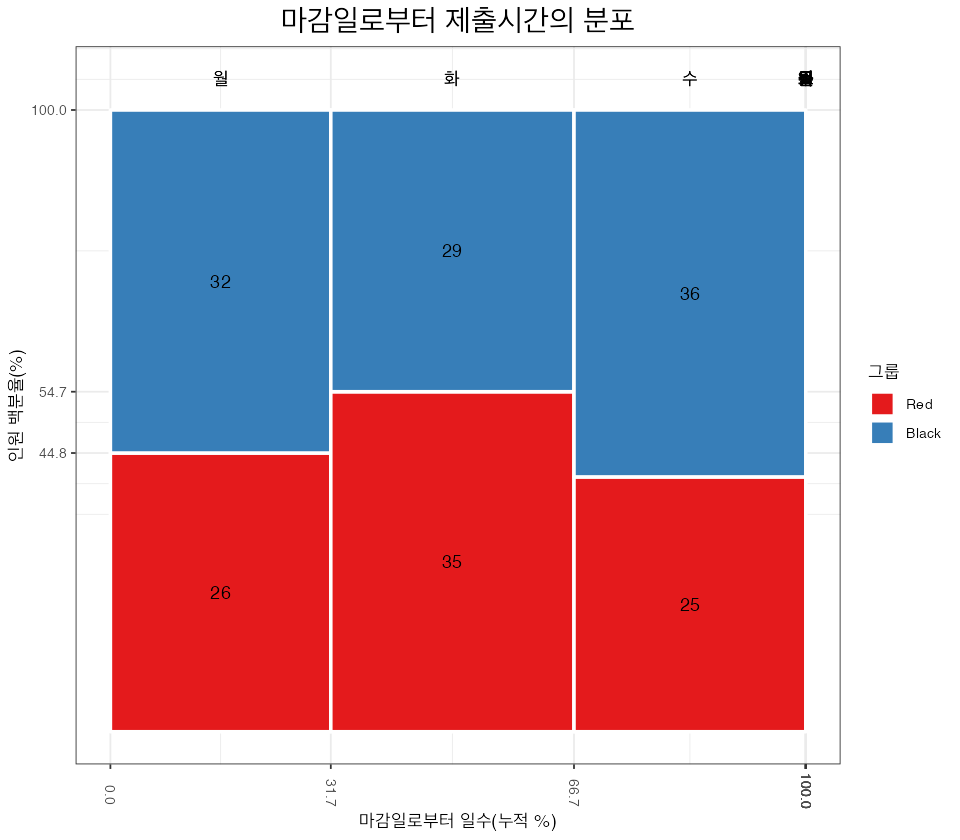 마감일로부터 제출시간의 분포
월 화 수
100.0
54.7
44.8
인원 백분율(%)
32 29 36
26 35 25
0.0 31.7 66.7 100.0
마감일로부터 일수(누적 %)
그룹
Red
Black